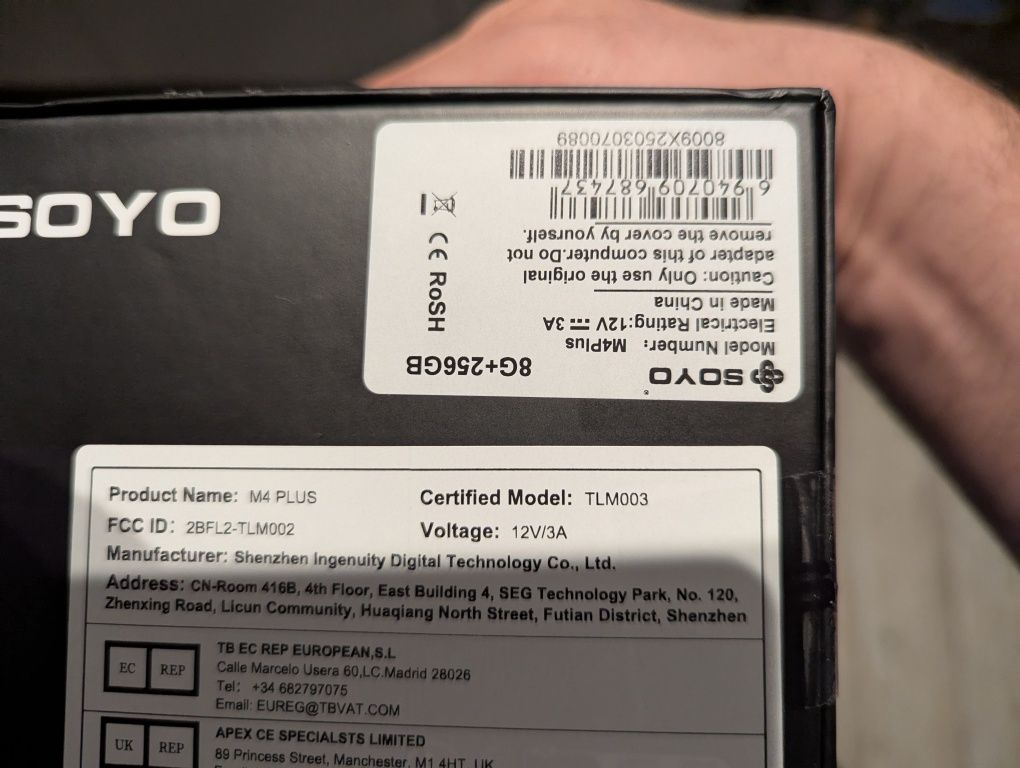 SOYO
SOYO
8G+256GB
Model Number: M4Plus
Electrical Rating:12V ⎓ 3A
Made in China
Caution: Only use the original
adapter of this computer.Do not
remove the cover by yourself.
CE RoSH
6 940709 687437
8009X2503070089
Product Name: M4 PLUS
Certified Model: TLM003
FCC ID: 2BFL2-TLM002
Voltage: 12V/3A
Manufacturer: Shenzhen Ingenuity Digital Technology Co., Ltd.
Address: CN-Room 416B, 4th Floor, East Building 4, SEG Technology Park, No. 120,
Zhenxing Road, Licun Community, Huaqiang North Street, Futian District, Shenzhen
EC REP
TB EC REP EUROPEAN,S.L
Calle Marcelo Usera 60,LC.Madrid 28026
Tel: +34 682797075
Email: EUREG@TBVAT.COM
UK REP
APEX CE SPECIALSTS LIMITED
89 Princess Street, Manchester, M1 4HT, UK